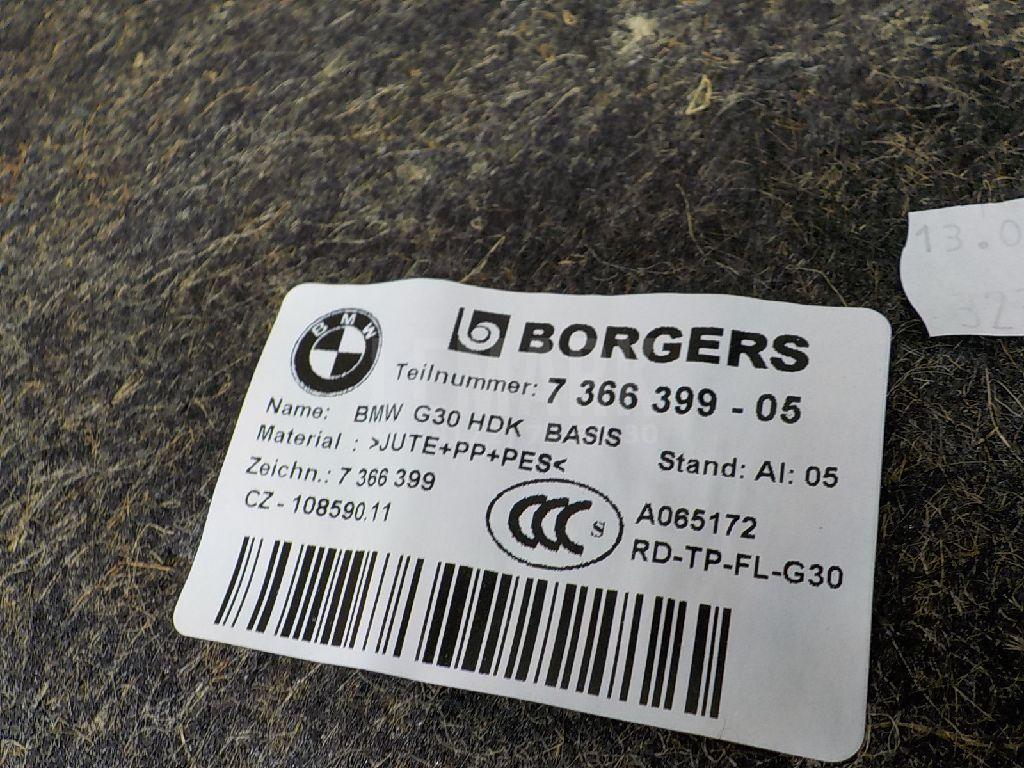 BMW
BORGERS
Teilnummer: 7 366 399 - 05
Name: BMW G30 HDK BASIS
Material : >JUTE+PP+PES<
Stand: AI: 05
Zeichn.: 7 366 399
CZ - 108590.11
CCC S
A065172
RD-TP-FL-G30
13.0
32